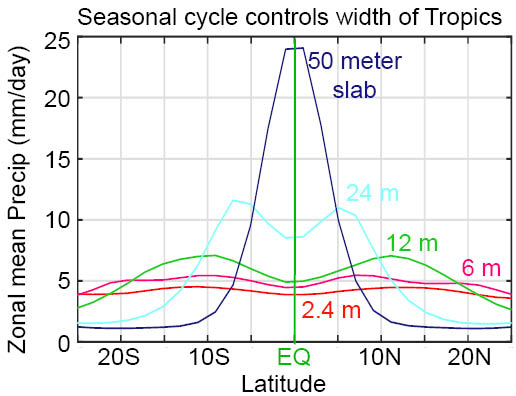 Seasonal cycle controls width of Tropics
25
20
15
10
5
0
Zonal mean Precip (mm/day)
50 meter
slab
24 m
12 m
6 m
2.4 m
20S
10S
EQ
10N
20N
Latitude